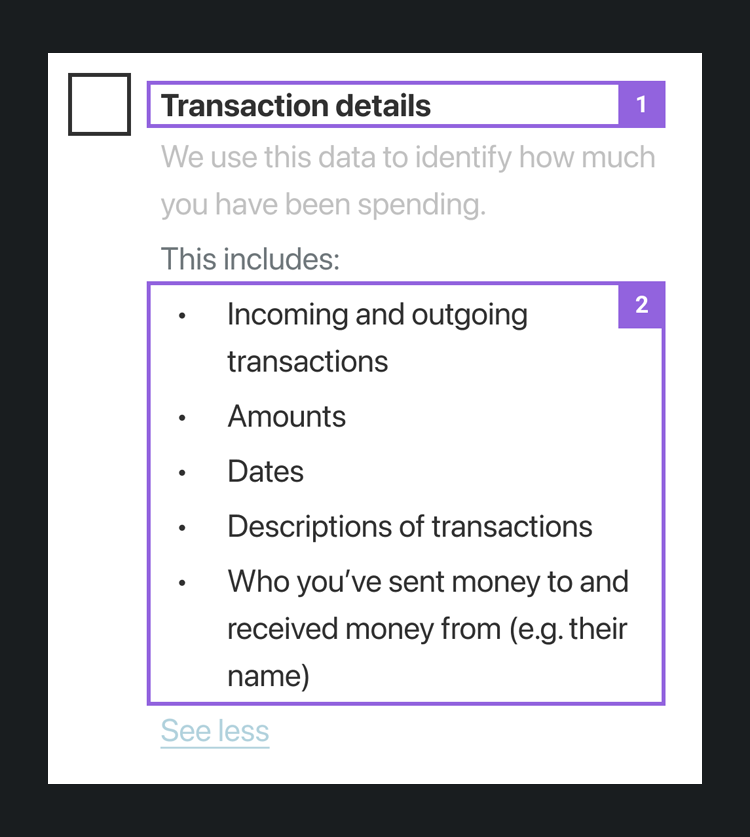 Transaction details 1
We use this data to identify how much
you have been spending.
This includes:
2
• Incoming and outgoing
transactions
• Amounts
• Dates
• Descriptions of transactions
• Who you’ve sent money to and
received money from (e.g. their
name)
See less